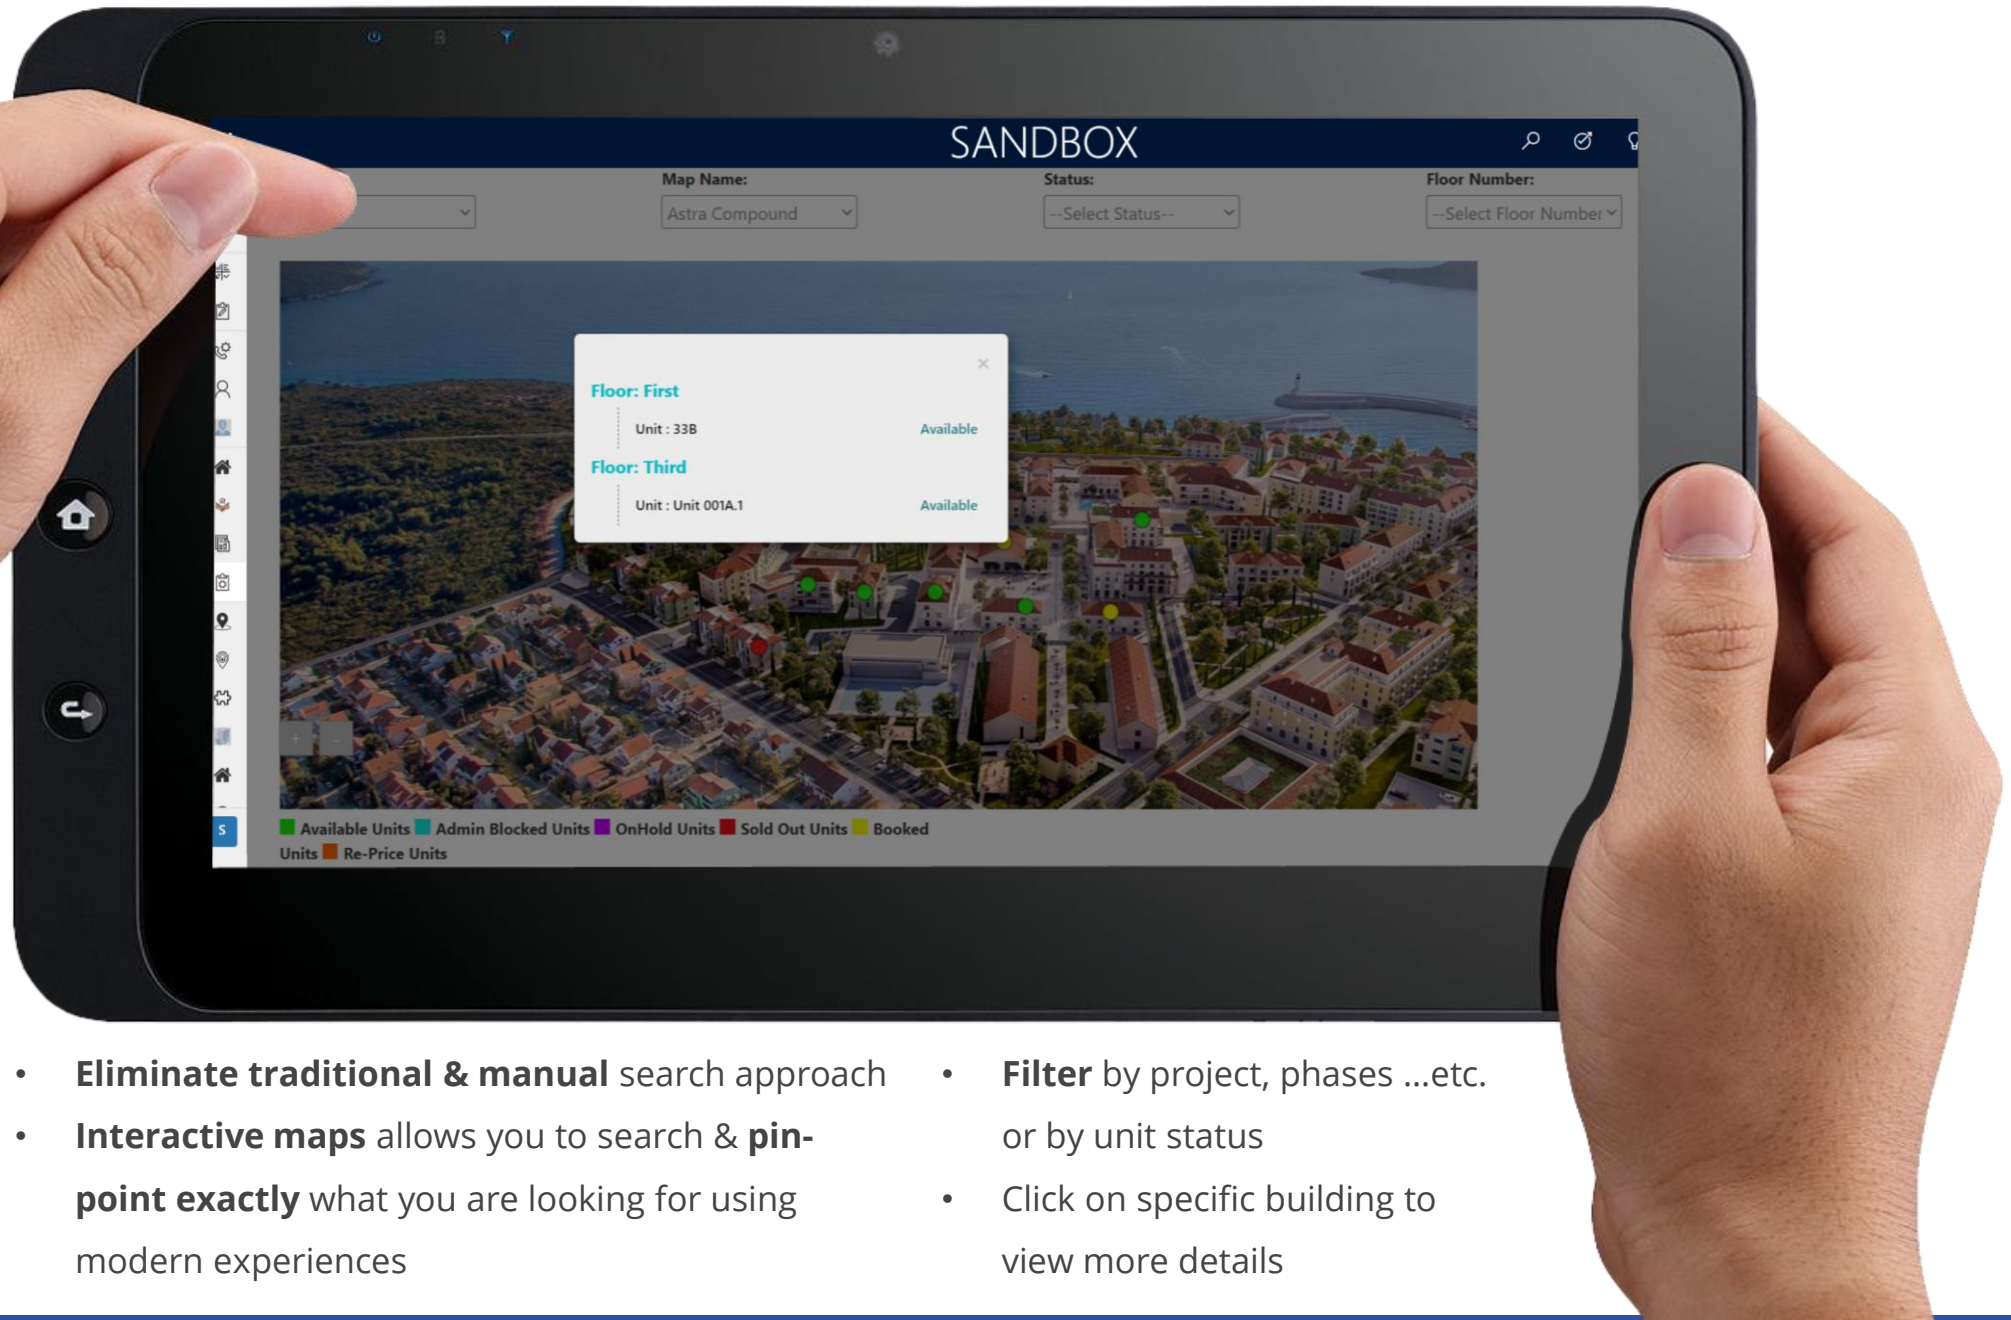 SANDBOX
Map Name:
Status:
Floor Number:
Astra Compound
--Select Status--
--Select Floor Number
×
Floor: First
Unit : 33B Available
Floor: Third
Unit : Unit 001A.1 Available
+ -
S
Available Units Admin Blocked Units OnHold Units Sold Out Units Booked
Units Re-Price Units
• Eliminate traditional & manual search approach
• Interactive maps allows you to search & pin-
point exactly what you are looking for using
modern experiences
• Filter by project, phases ...etc.
or by unit status
• Click on specific building to
view more details